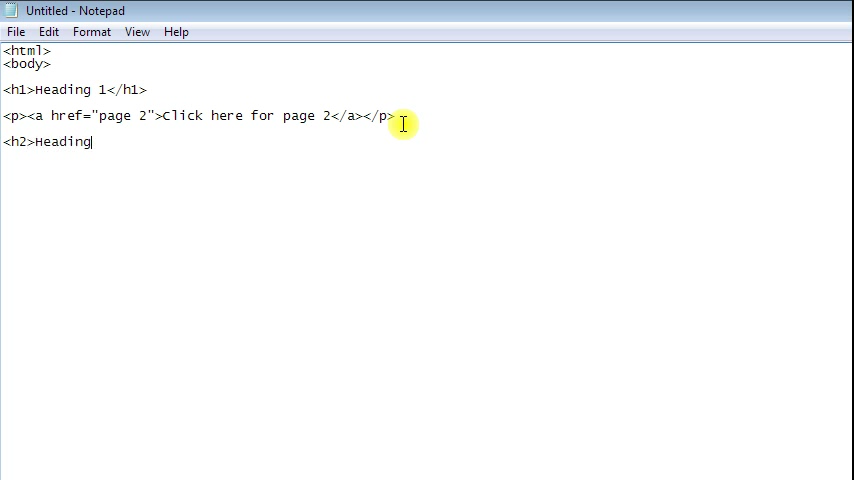 Untitled - Notepad
File Edit Format View Help
<html>
<body>
<h1>Heading 1</h1>
<p><a href="page 2">Click here for page 2</a></p>
<h2>Heading